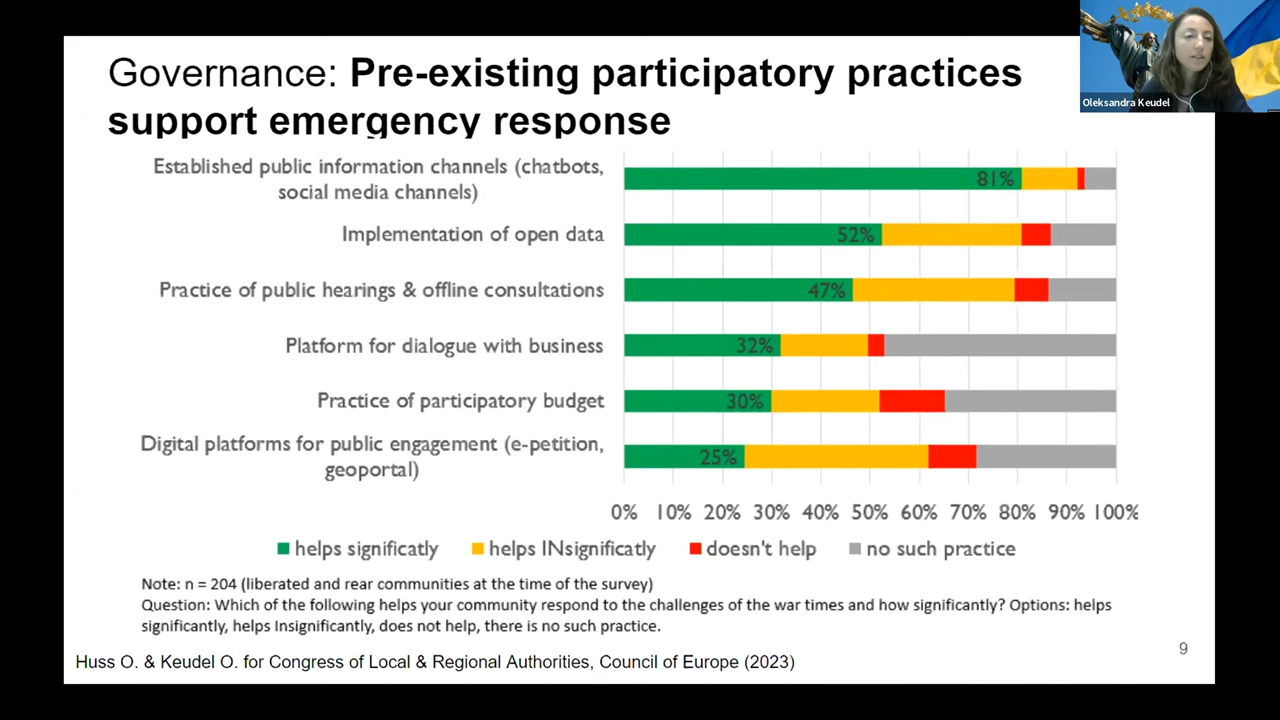 Governance: Pre-existing participatory practices
support emergency response
Oleksandra Keudel
Established public information channels (chatbots,
social media channels)
81%
Implementation of open data
52%
Practice of public hearings & offline consultations
47%
Platform for dialogue with business
32%
Practice of participatory budget
30%
Digital platforms for public engagement (e-petition,
geoportal)
25%
0% 10% 20% 30% 40% 50% 60% 70% 80% 90% 100%
helps significatly helps INsignificatly doesn't help no such practice
Note: n = 204 (liberated and rear communities at the time of the survey)
Question: Which of the following helps your community respond to the challenges of the war times and how significantly? Options: helps
significantly, helps Insignificantly, does not help, there is no such practice.
Huss O. & Keudel O. for Congress of Local & Regional Authorities, Council of Europe (2023)
9